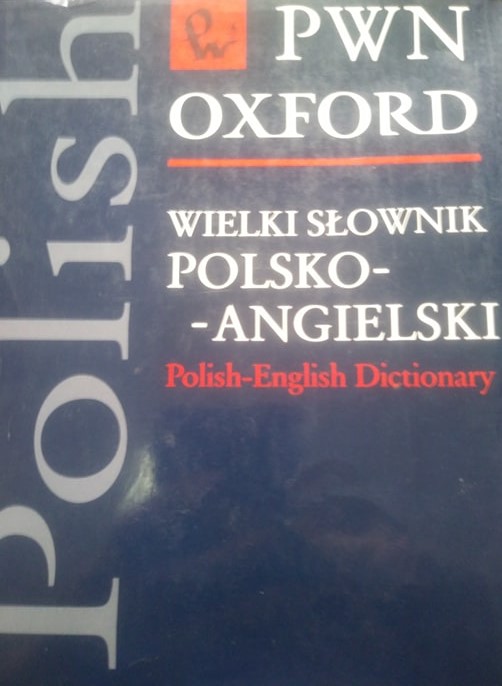 Polish
PWN
OXFORD
WIELKI SŁOWNIK
POLSKO-
-ANGIELSKI
Polish-English Dictionary